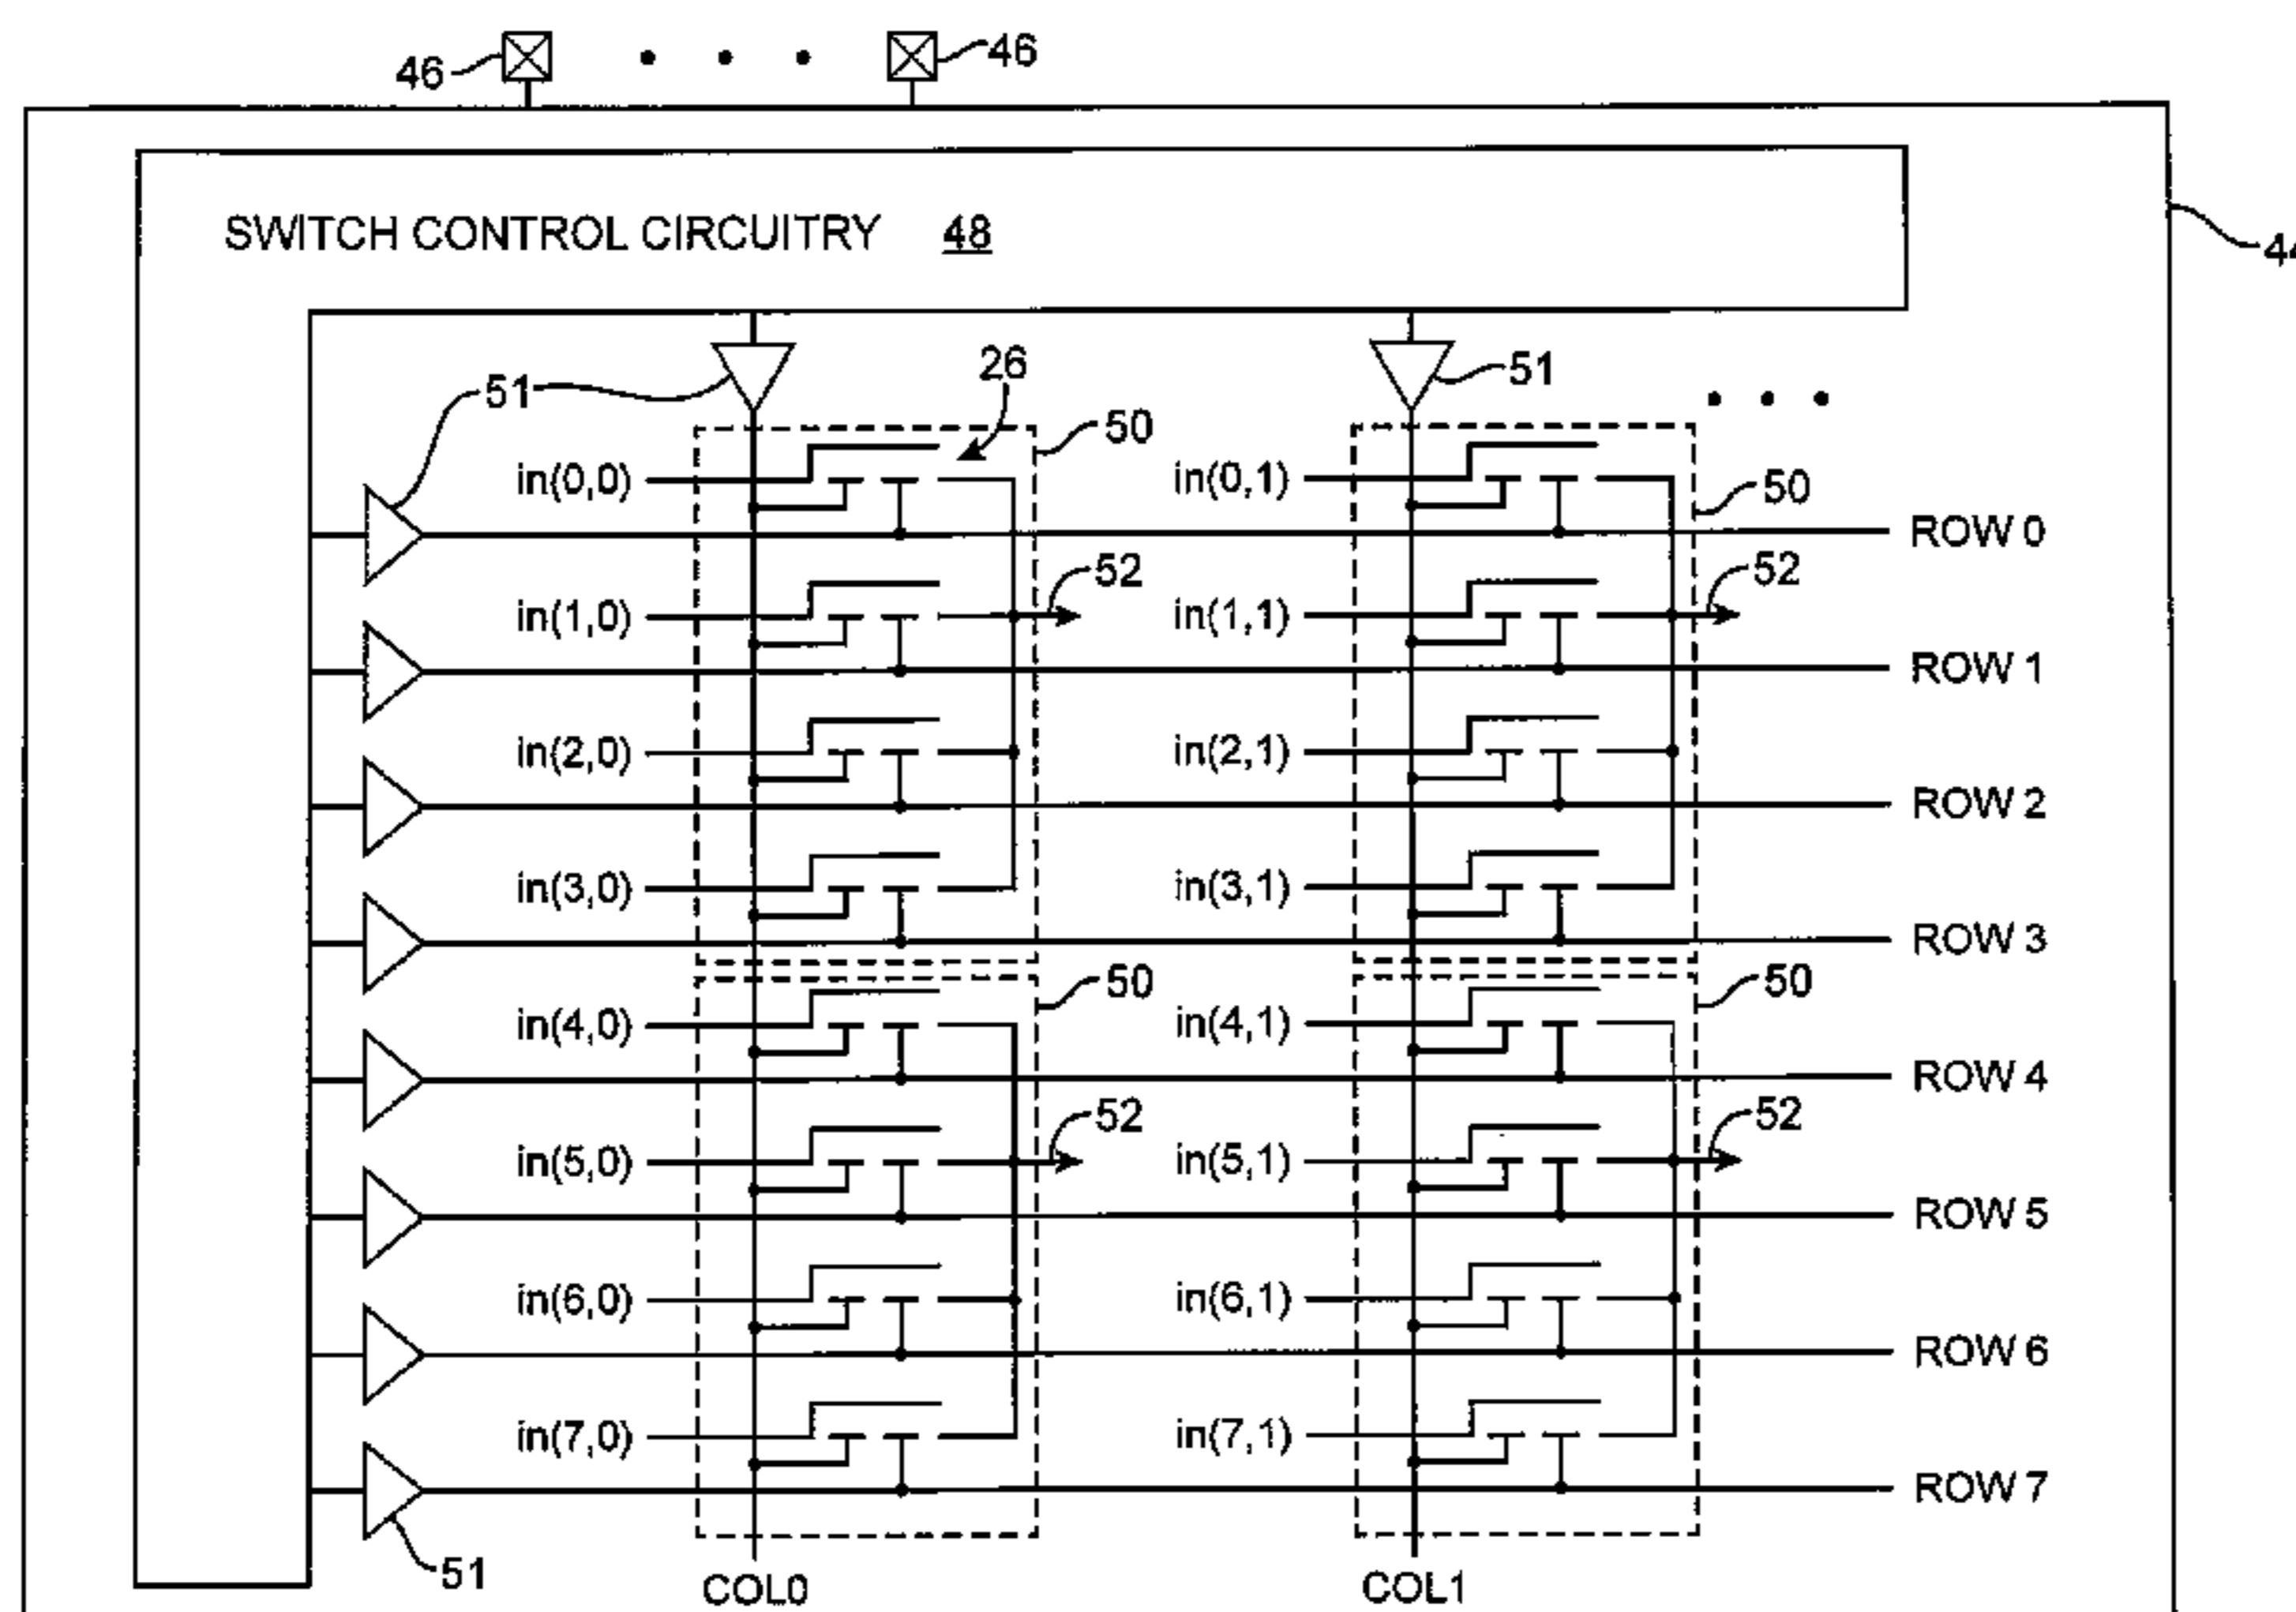 46 46
SWITCH CONTROL CIRCUITRY 48
51 26 51
50
in(0,0) in(0,1) 50
ROW 0
52 52
in(1,0) in(1,1)
ROW 1
in(2,0) in(2,1)
ROW 2
in(3,0) in(3,1)
ROW 3
50 50
in(4,0) in(4,1)
ROW 4
52 52
in(5,0) in(5,1)
ROW 5
in(6,0) in(6,1)
ROW 6
in(7,0) in(7,1)
ROW 7
51
COL0 COL1